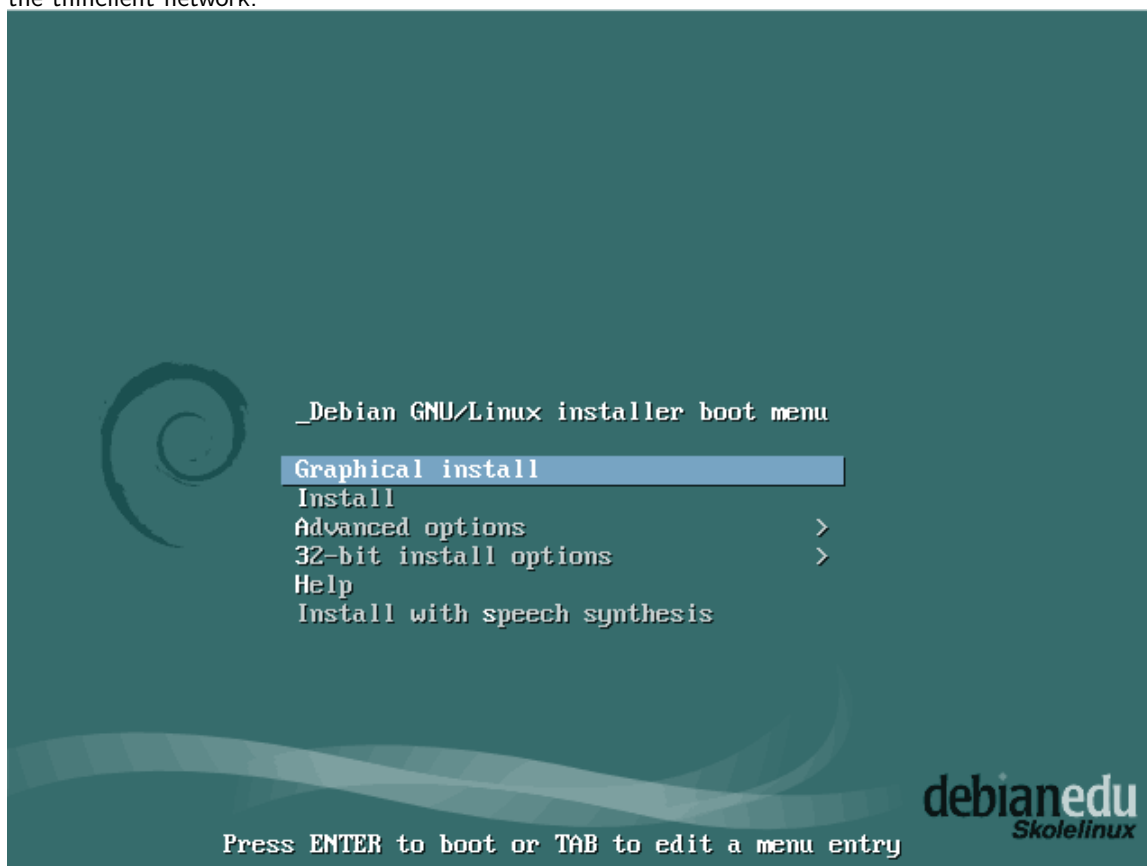 the thinclient network.
_Debian GNU/Linux installer boot menu
Graphical install
Install
Advanced options >
32-bit install options >
Help
Install with speech synthesis
debianedu
Skolelinux
Press ENTER to boot or TAB to edit a menu entry